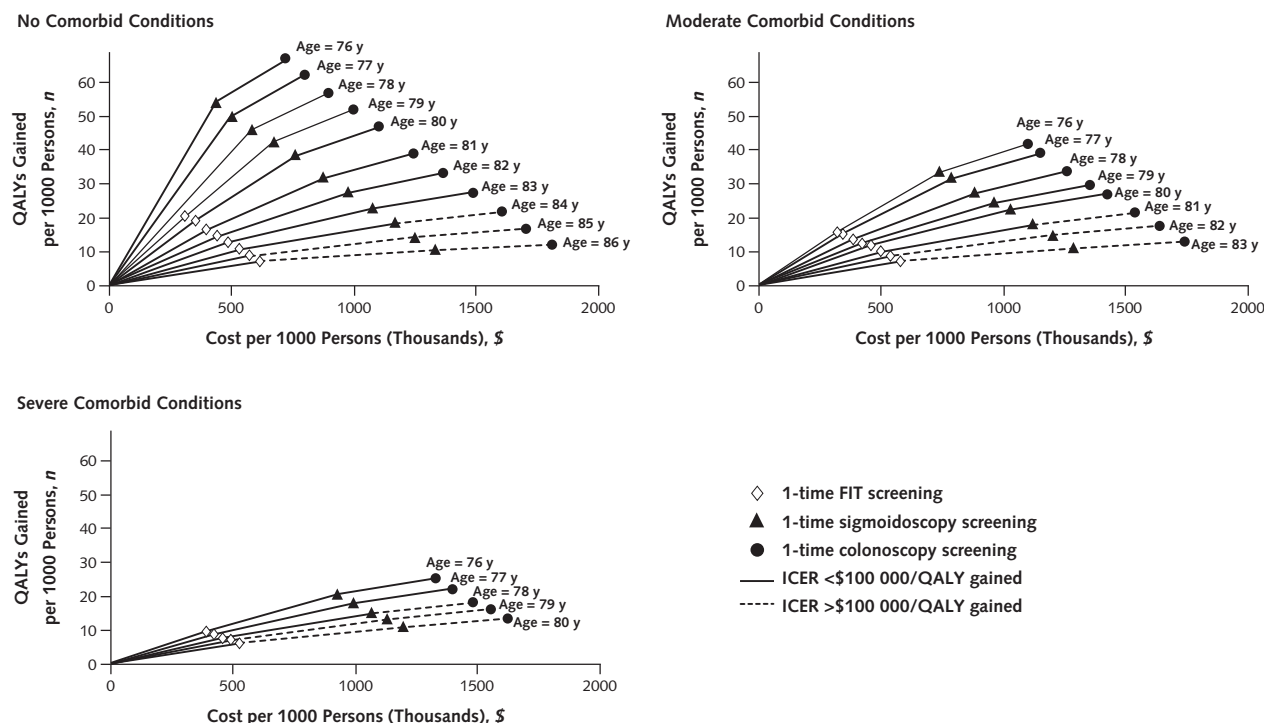 No Comorbid Conditions
QALYs Gained
per 1000 Persons, n
60
50
40
30
20
10
0
Age = 76 y
Age = 77 y
Age = 78 y
Age = 79 y
Age = 80 y
Age = 81 y
Age = 82 y
Age = 83 y
Age = 84 y
Age = 85 y
Age = 86 y
0 500 1000 1500 2000
Cost per 1000 Persons (Thousands), $
Moderate Comorbid Conditions
QALYs Gained
per 1000 Persons, n
60
50
40
30
20
10
0
Age = 76 y
Age = 77 y
Age = 78 y
Age = 79 y
Age = 80 y
Age = 81 y
Age = 82 y
Age = 83 y
0 500 1000 1500 2000
Cost per 1000 Persons (Thousands), $
Severe Comorbid Conditions
QALYs Gained
per 1000 Persons, n
60
50
40
30
20
10
0
Age = 76 y
Age = 77 y
Age = 78 y
Age = 79 y
Age = 80 y
0 500 1000 1500 2000
Cost per 1000 Persons (Thousands), $
1-time FIT screening
1-time sigmoidoscopy screening
1-time colonoscopy screening
ICER <$100 000/QALY gained
ICER >$100 000/QALY gained